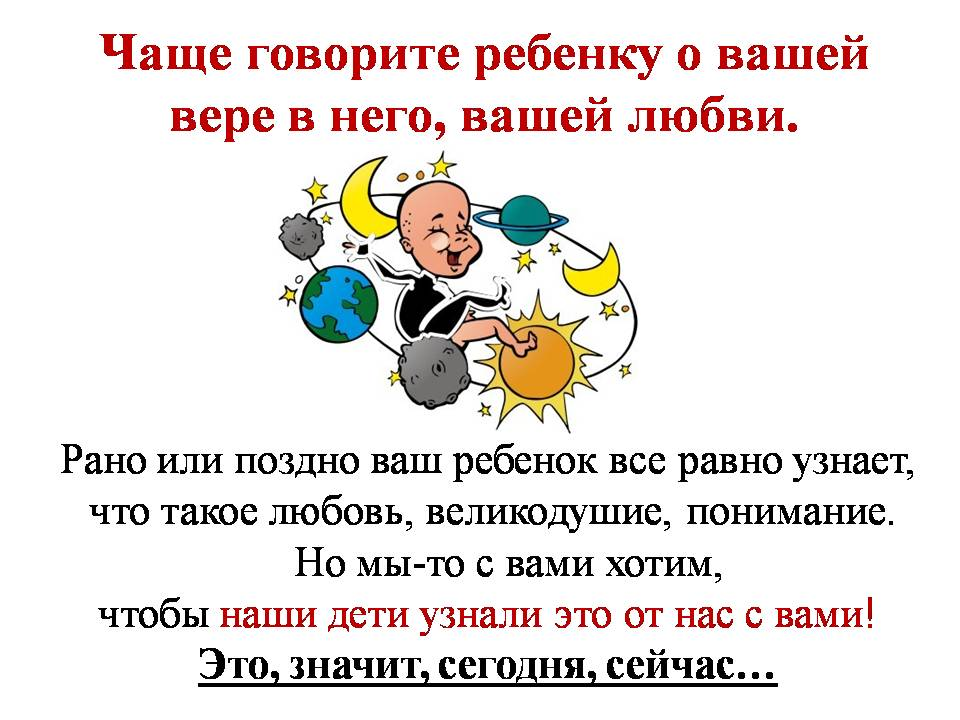 Чаще говорите ребенку о вашей
вере в него, вашей любви.
Рано или поздно ваш ребенок все равно узнает,
что такое любовь, великодушие, понимание.
Но мы-то с вами хотим,
чтобы наши дети узнали это от нас с вами!
Это, значит, сегодня, сейчас…